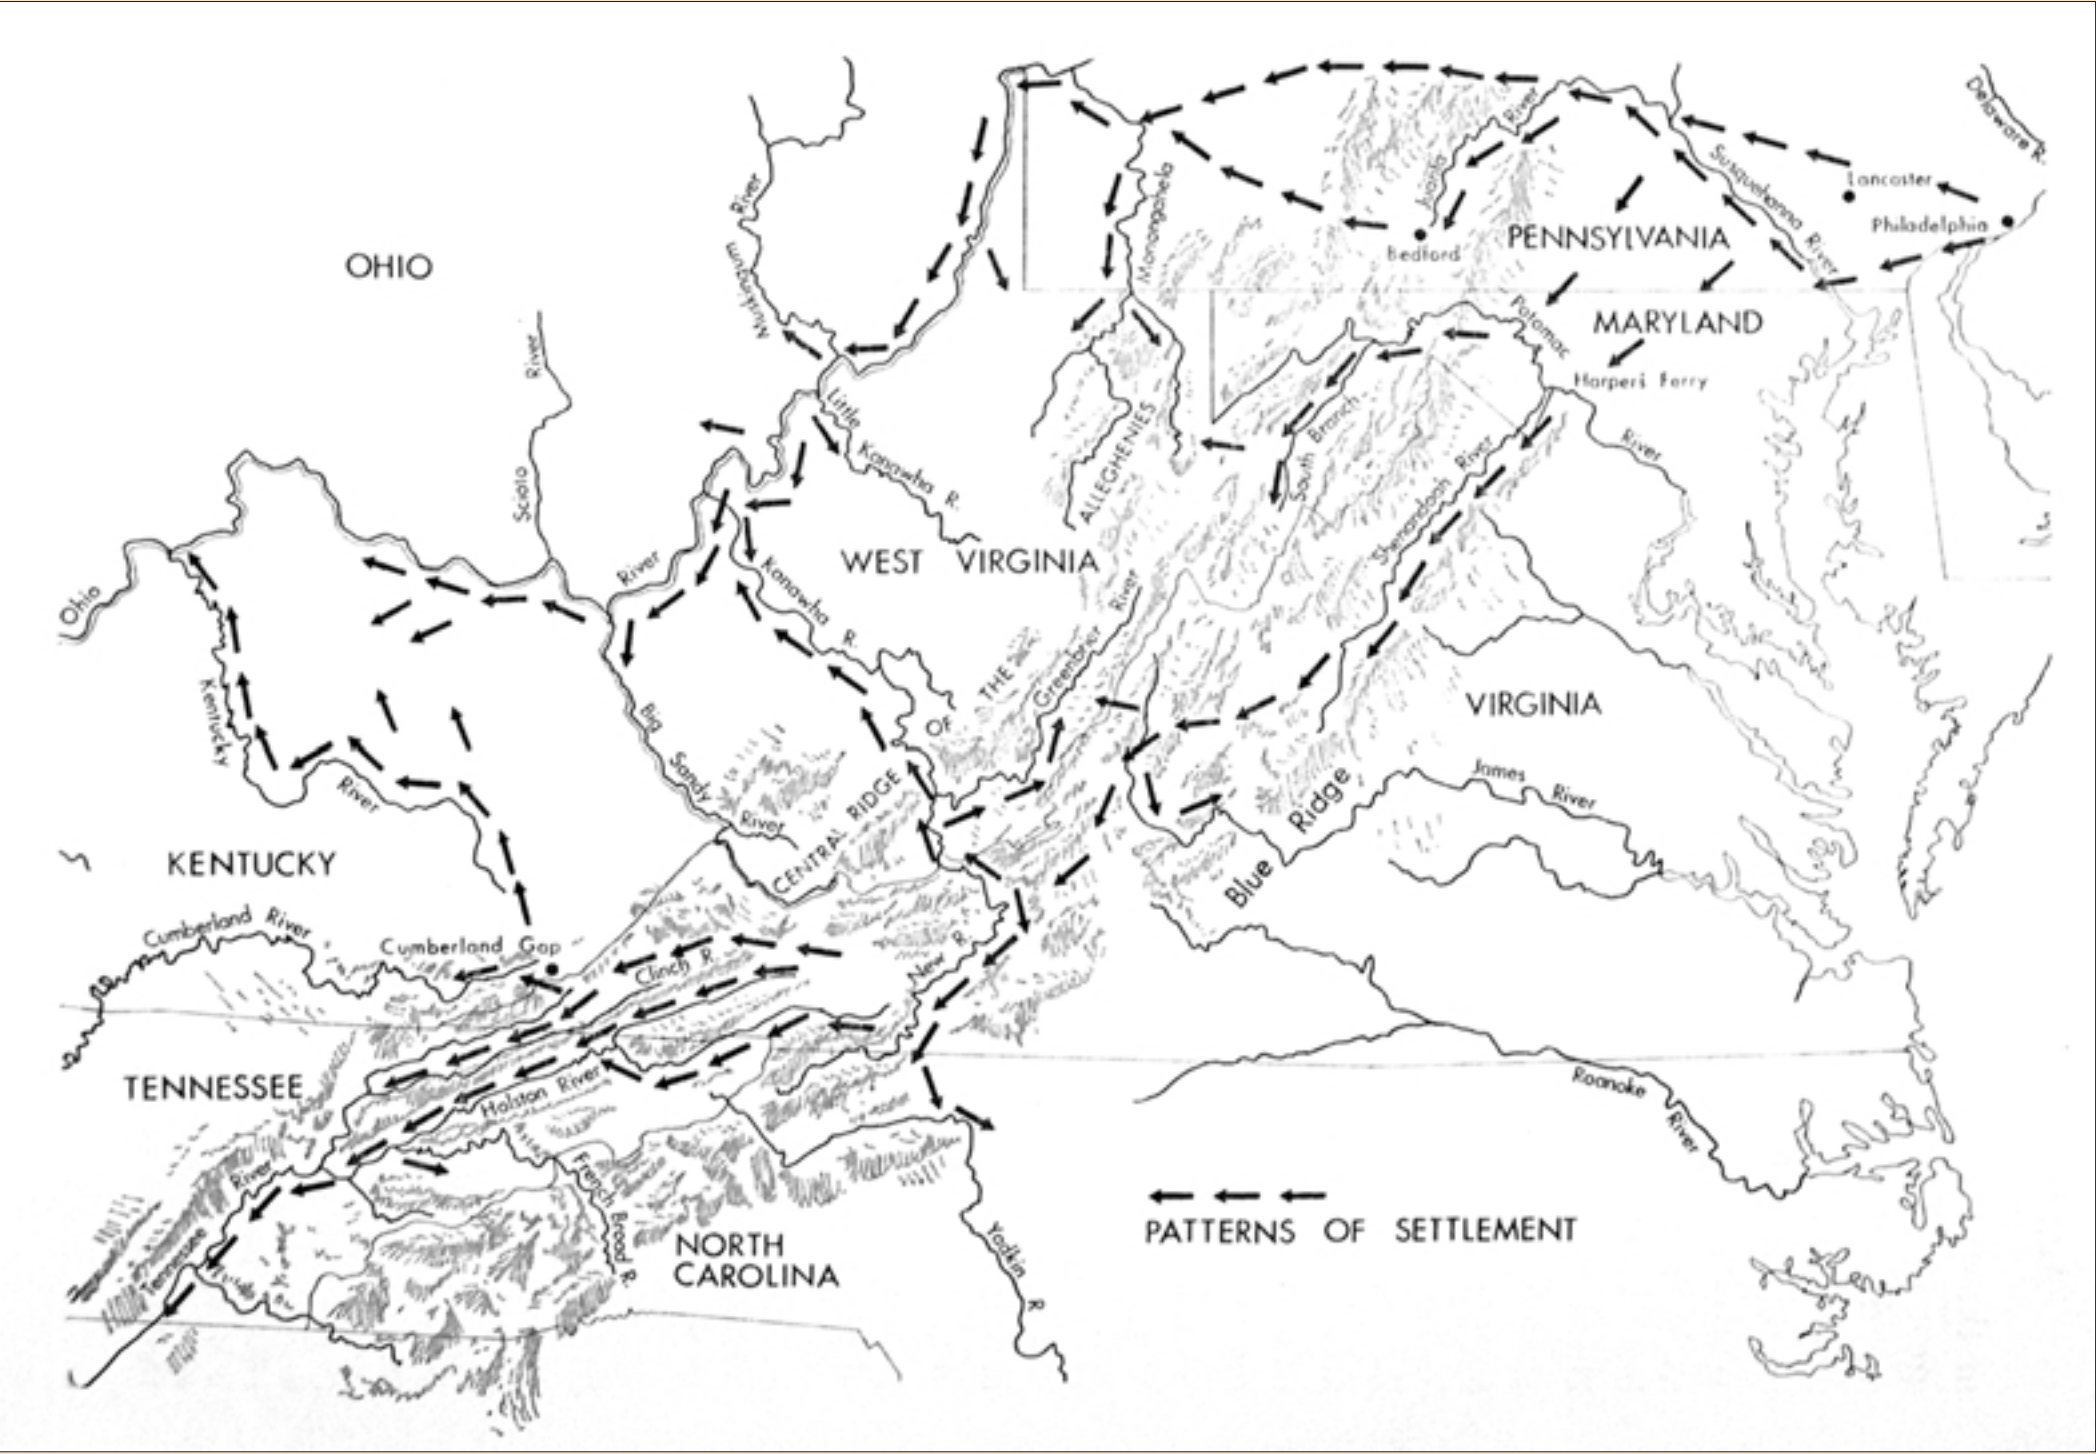 Delaware R.
Juniata
River
Susquehanna River
Lancaster
Philadelphia
Bedford
PENNSYLVANIA
MARYLAND
Potomac
Harpers Ferry
River
Monongahela
OHIO
Muskingum
River
Scioto
River
Little
Kanawha R.
ALLEGHENIES
South
Branch
Shenandoah
River
WEST VIRGINIA
Ohio
River
Kanawha
R.
THE
OF
Greenbrier
River
VIRGINIA
Kentucky
River
Big
Sandy
River
CENTRAL RIDGE
Blue
Ridge
James
River
KENTUCKY
Cumberland River
Cumberland Gap
Clinch R.
New
R.
TENNESSEE
Holston River
Roanoke
River
French Broad R.
Tennessee
River
NORTH
CAROLINA
Yadkin
R
PATTERNS OF SETTLEMENT